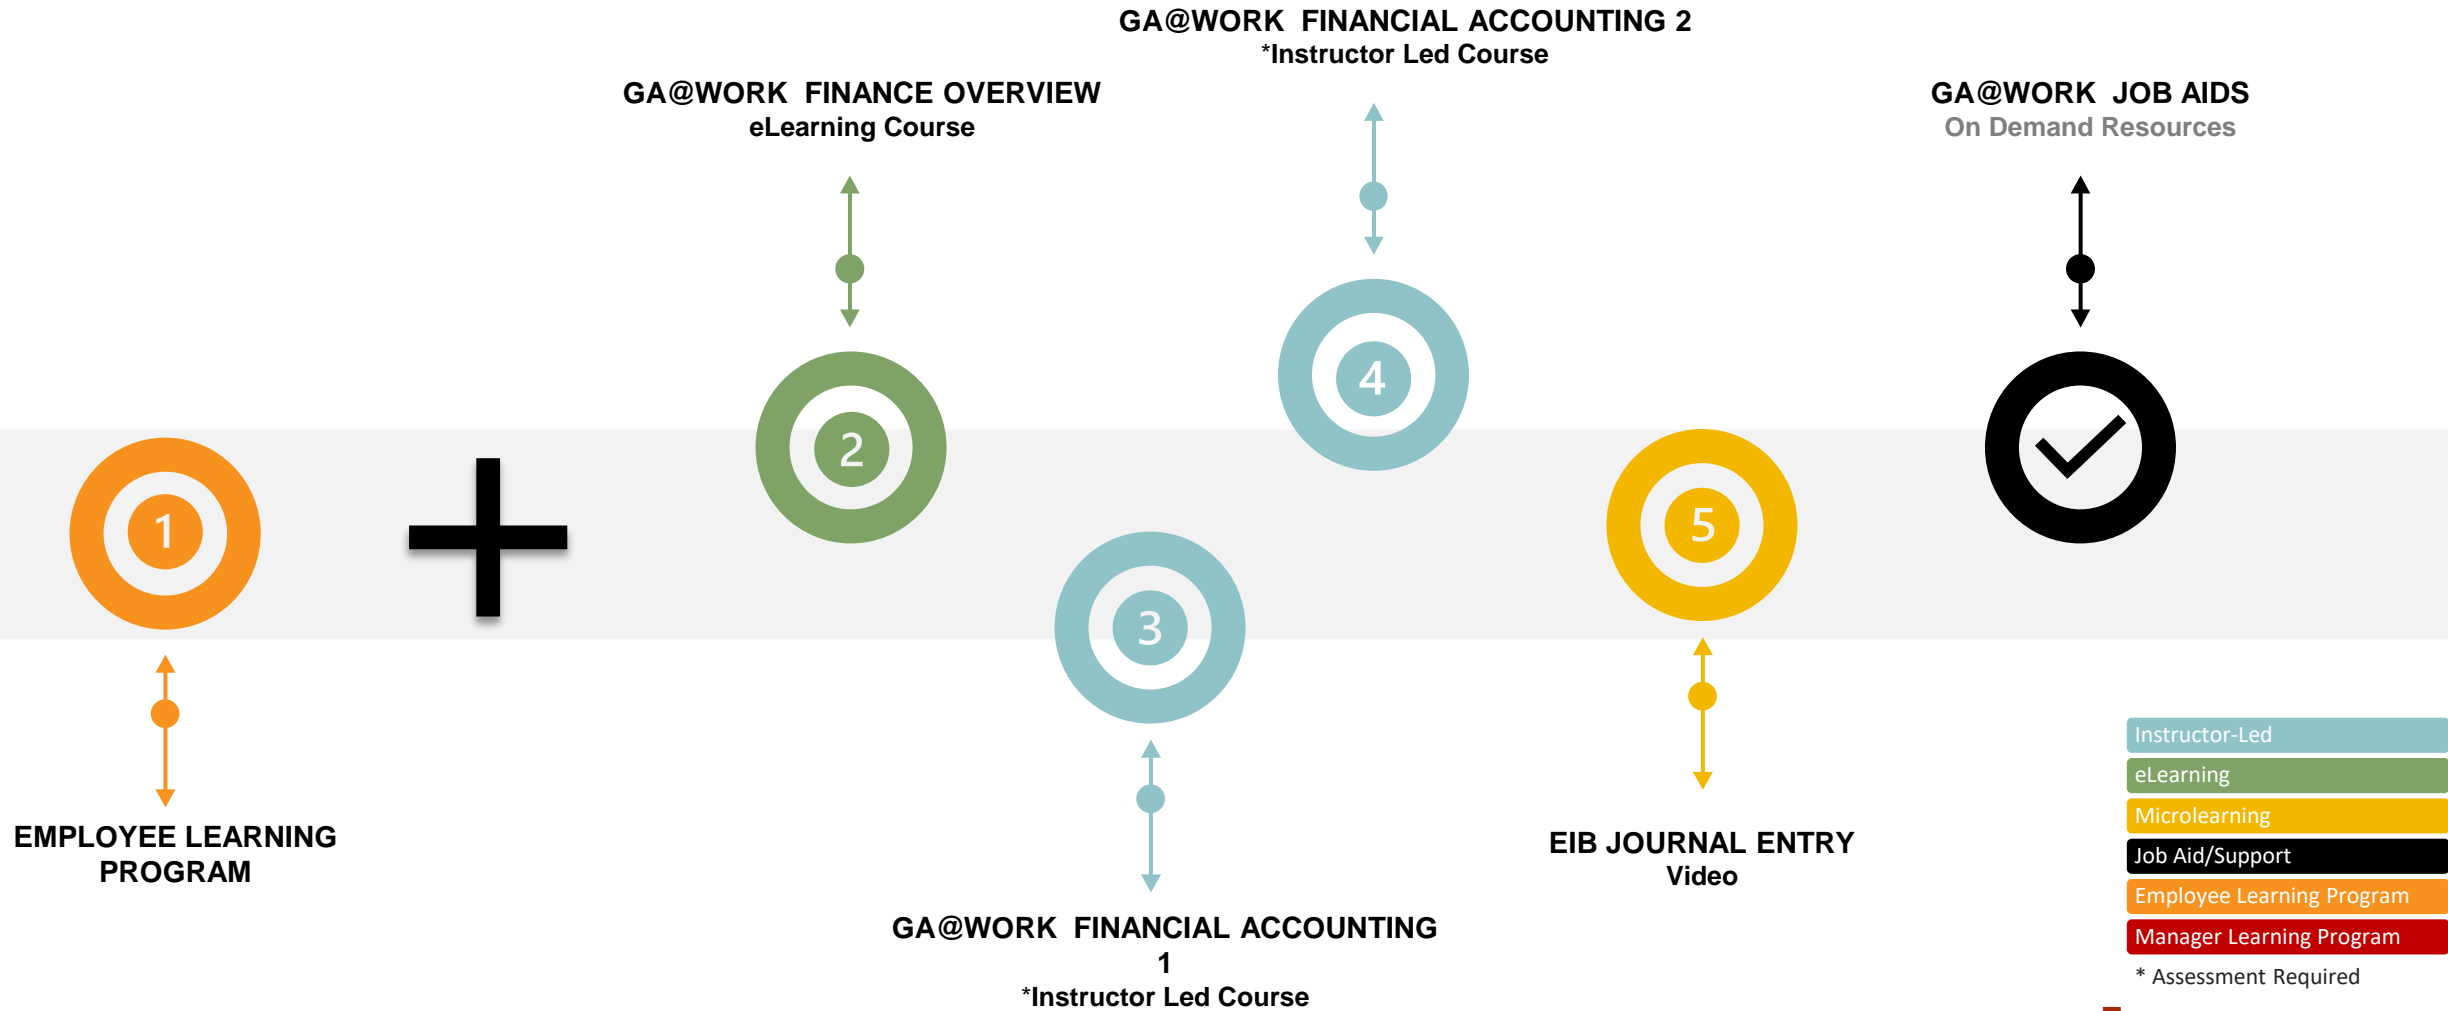 GA@WORK  FINANCIAL ACCOUNTING 2
*Instructor Led Course
GA@WORK  FINANCE OVERVIEW
eLearning Course
GA@WORK  JOB AIDS
On Demand Resources
4
2
1
5
3
EMPLOYEE LEARNING
PROGRAM
EIB JOURNAL ENTRY
Video
GA@WORK  FINANCIAL ACCOUNTING
1
*Instructor Led Course
Instructor-Led
eLearning
Microlearning
Job Aid/Support
Employee Learning Program
Manager Learning Program
* Assessment Required